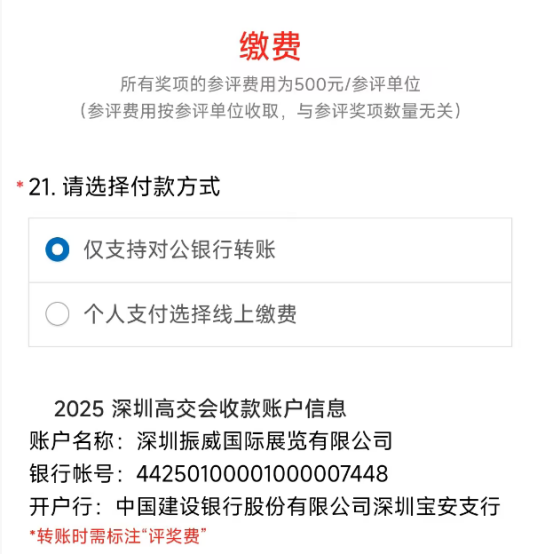 缴费
所有奖项的参评费用为500元/参评单位
（参评费用按参评单位收取，与参评奖项数量无关）
* 21. 请选择付款方式
仅支持对公银行转账
个人支付选择线上缴费
2025 深圳高交会收款账户信息
账户名称：深圳振威国际展览有限公司
银行帐号：44250100001000007448
开户行：中国建设银行股份有限公司深圳宝安支行
*转账时需标注“评奖费”